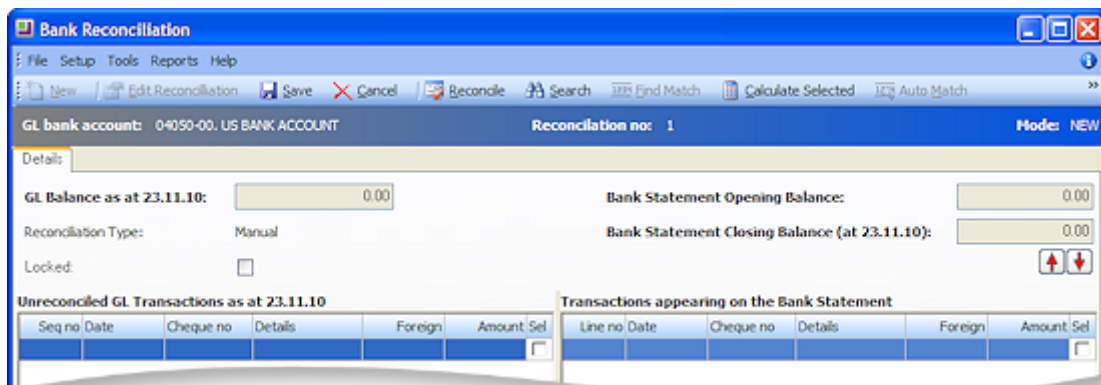 Bank Reconciliation
File Setup Tools Reports Help
New Edit Reconciliation Save Cancel Reconcile Search Find Match Calculate Selected Auto Match
GL bank account: 04050-00. US BANK ACCOUNT Reconcilation no: 1 Mode: NEW
Details
GL Balance as at 23.11.10: 0.00 Bank Statement Opening Balance: 0.00
Reconciliation Type: Manual Bank Statement Closing Balance (at 23.11.10): 0.00
Locked:
Unreconciled GL Transactions as at 23.11.10 Transactions appearing on the Bank Statement
Seq no Date Cheque no Details Foreign Amount Sel Line no Date Cheque no Details Foreign Amount Sel